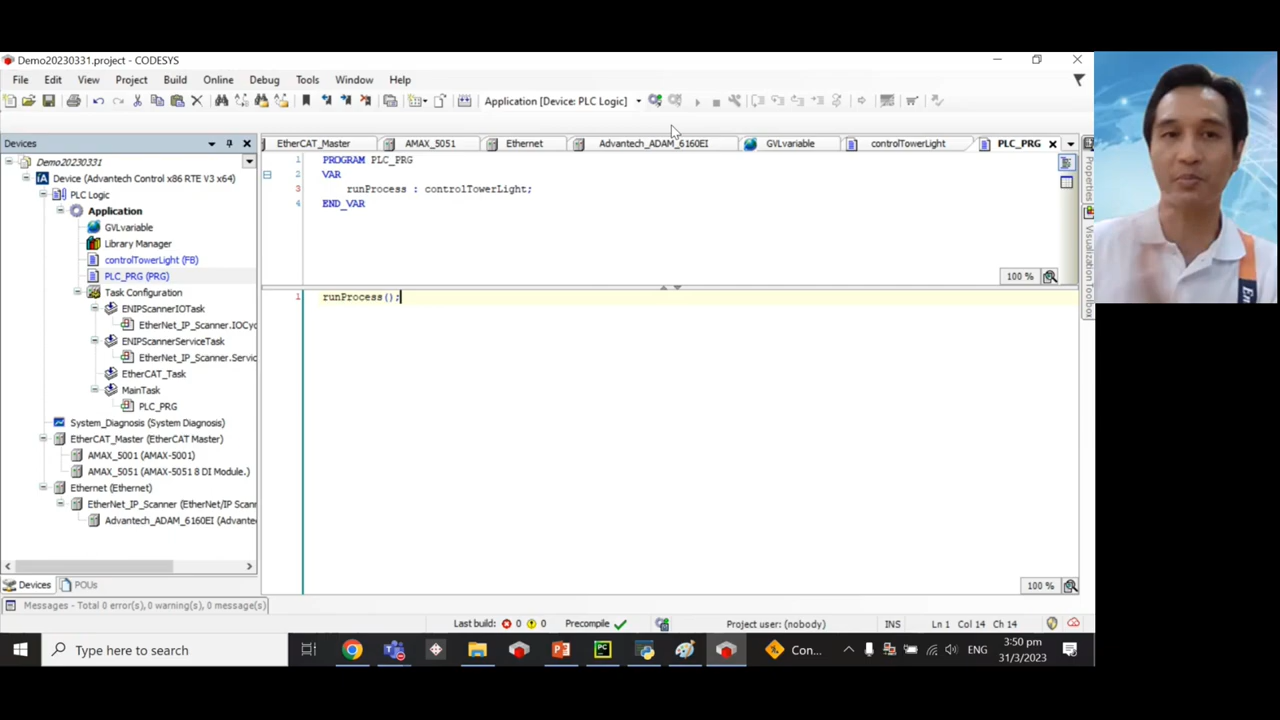 Demo20230331.project - CODESYS
File Edit View Project Build Online Debug Tools Window Help
Application [Device: PLC Logic]
Devices
EtherCAT_Master AMAX_5051 Ethernet Advantech_ADAM_6160EI GVLvariable controlTowerLight PLC_PRG
Demo20230331
Device (Advantech Control x86 RTE V3 x64)
PLC Logic
Application
GVLvariable
Library Manager
controlTowerLight (FB)
PLC_PRG (PRG)
Task Configuration
ENIPScannerIOTask
EtherNet_IP_Scanner.IOCyc
ENIPScannerServiceTask
EtherNet_IP_Scanner.Servic
EtherCAT_Task
MainTask
PLC_PRG
System_Diagnosis (System Diagnosis)
EtherCAT_Master (EtherCAT Master)
AMAX_5001 (AMAX-5001)
AMAX_5051 (AMAX-5051 8 DI Module.)
Ethernet (Ethernet)
EtherNet_IP_Scanner (EtherNet/IP Scan
Advantech_ADAM_6160EI (Advante
Devices POUs
1 PROGRAM PLC_PRG
2 VAR
3 runProcess : controlTowerLight;
4 END_VAR
100 %
1 runProcess();
100 %
Properties
Visualization Toolbox
Messages - Total 0 error(s), 0 warning(s), 0 message(s)
Last build: 0 0 Precompile Project user: (nobody) INS Ln 1 Col 14 Ch 14
Type here to search
Con...
ENG
3:50 pm
31/3/2023